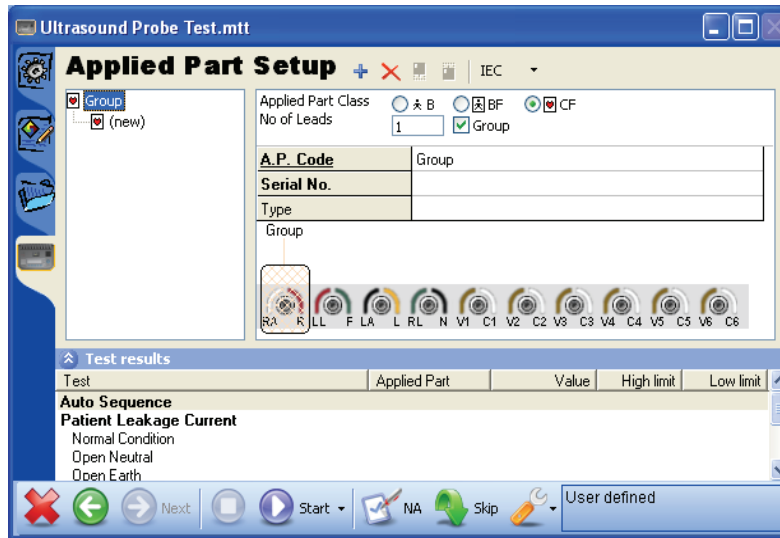 Ultrasound Probe Test.mtt
Applied Part Setup
IEC
Group
(new)
Applied Part Class B BF CF
No of Leads 1 Group
A.P. Code Group
Serial No.
Type
Group
RA R LL F LA L RL N V1 C1 V2 C2 V3 C3 V4 C4 V5 C5 V6 C6
Test results
Test Applied Part Value High limit Low limit
Auto Sequence
Patient Leakage Current
Normal Condition
Open Neutral
Open Earth
Next Start NA Skip User defined